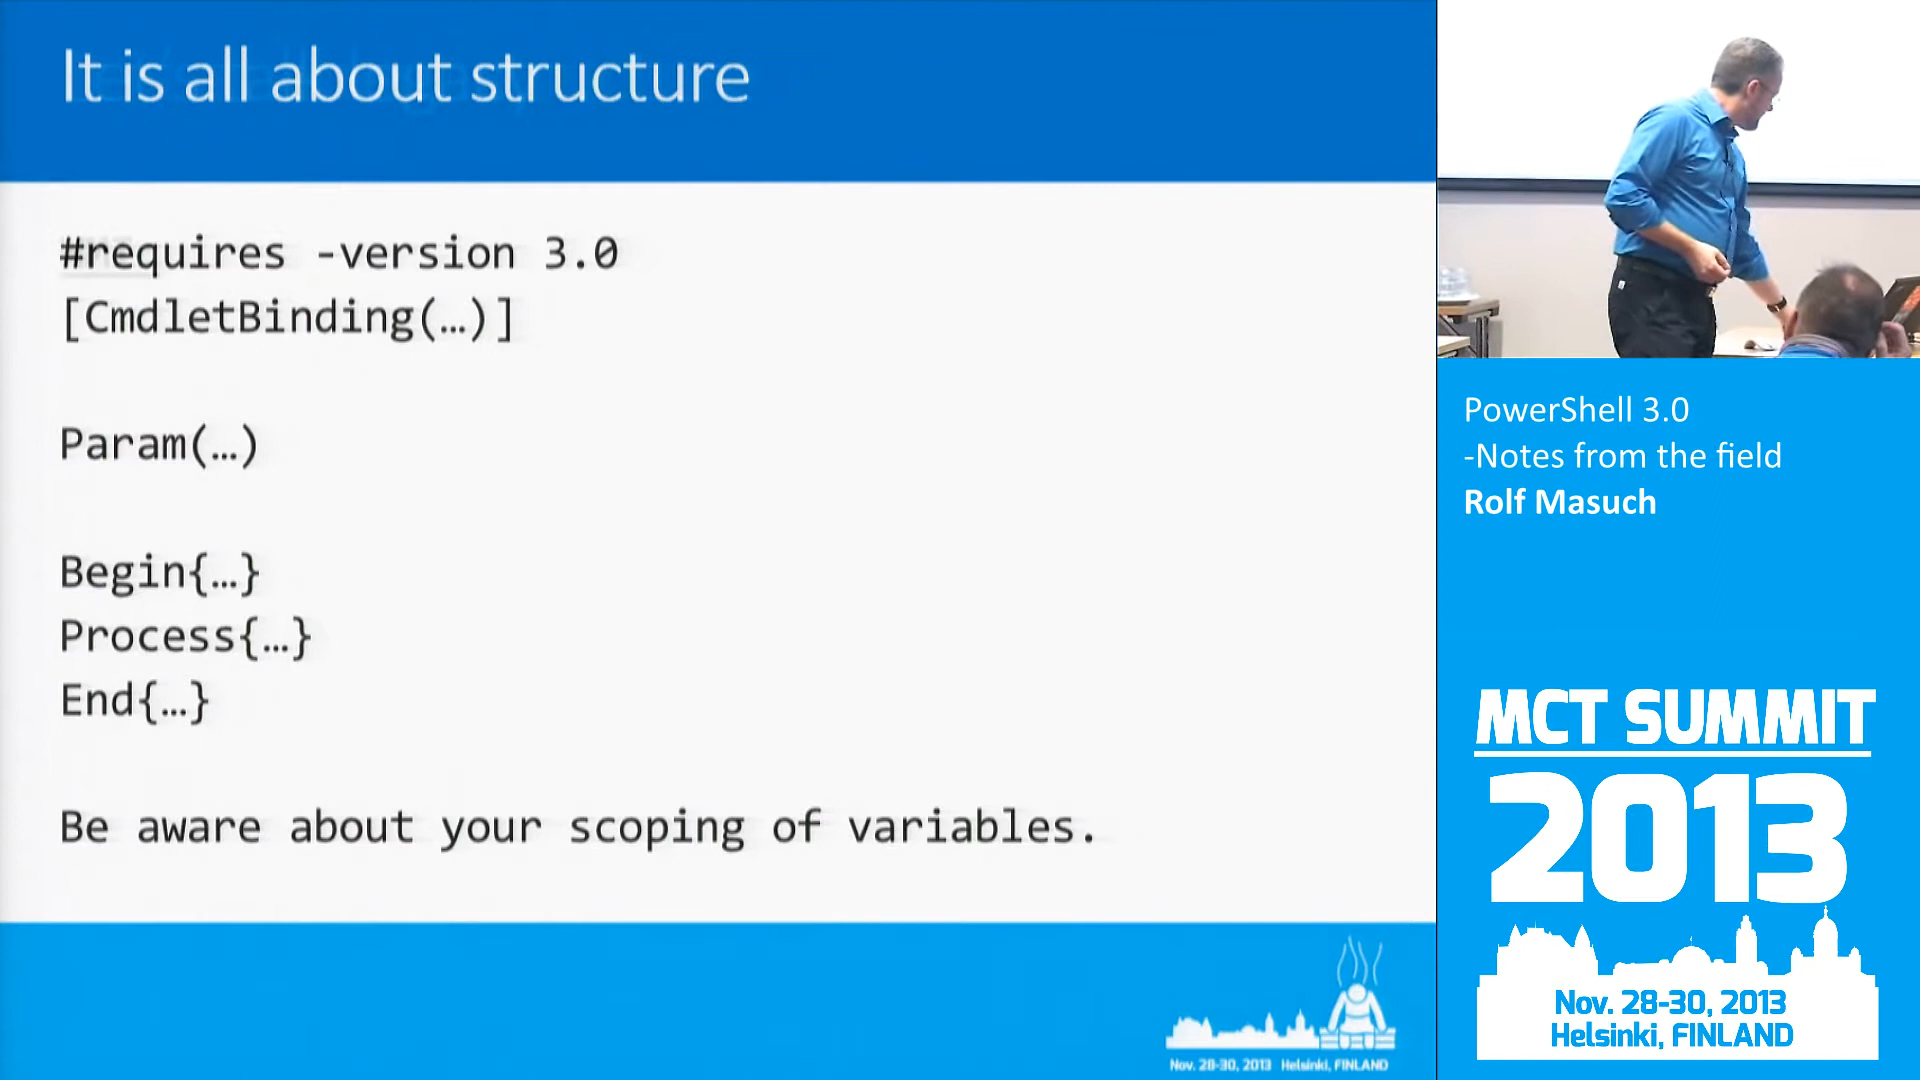 It is all about structure
#requires -version 3.0
[CmdletBinding(…)]
Param(…)
Begin{…}
Process{…}
End{…}
Be aware about your scoping of variables.
Nov. 28-30, 2013 Helsinki, FINLAND
PowerShell 3.0
-Notes from the field
Rolf Masuch
MCT SUMMIT
2013
Nov. 28-30, 2013
Helsinki, FINLAND